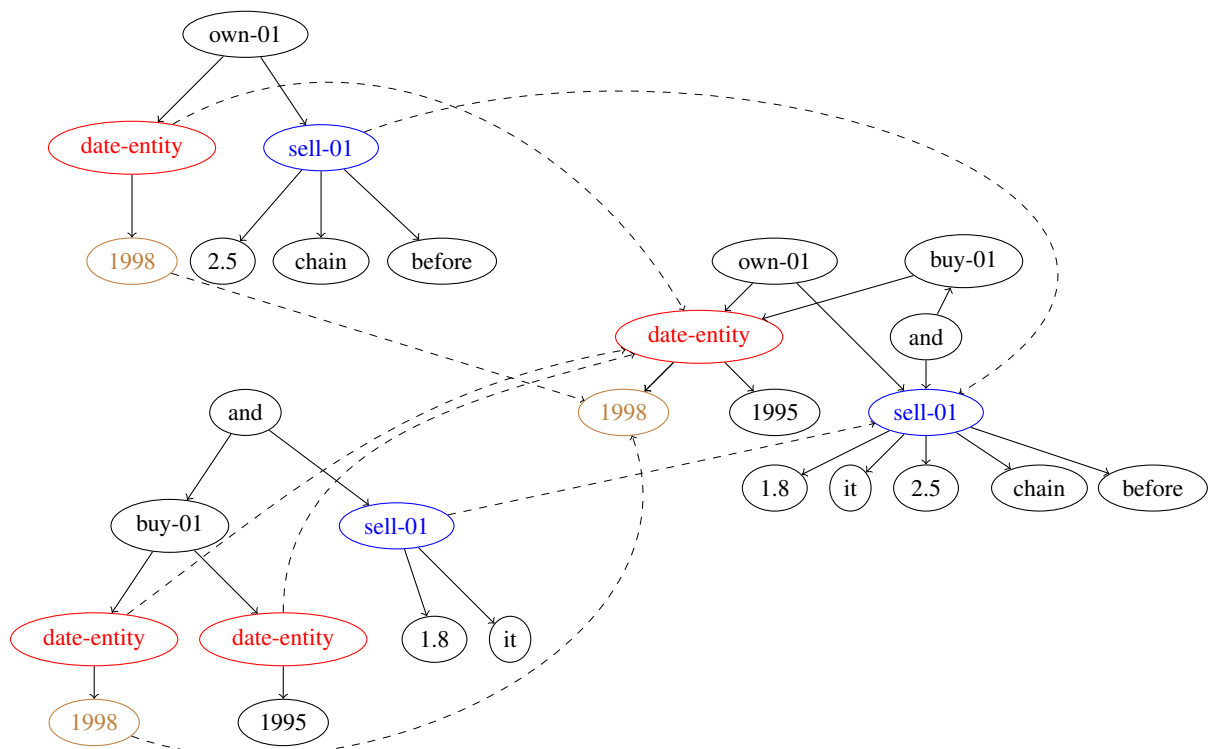 own-01
date-entity
sell-01
1998
2.5
chain
before
own-01
buy-01
date-entity
and
1998
1995
sell-01
1.8
it
2.5
chain
before
and
buy-01
sell-01
date-entity
date-entity
1.8
it
1998
1995